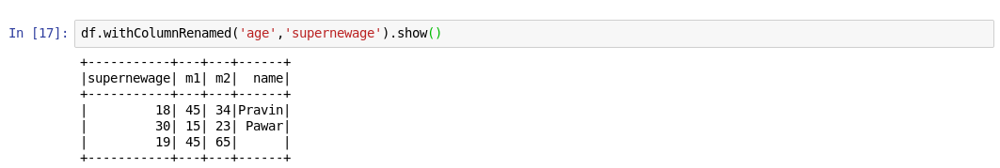 In [17]: df.withColumnRenamed('age','supernewage').show()
+-----------+---+---+------+
|supernewage| m1| m2|  name|
+-----------+---+---+------+
|         18| 45| 34|Pravin|
|         30| 15| 23| Pawar|
|         19| 45| 65|      |
+-----------+---+---+------+